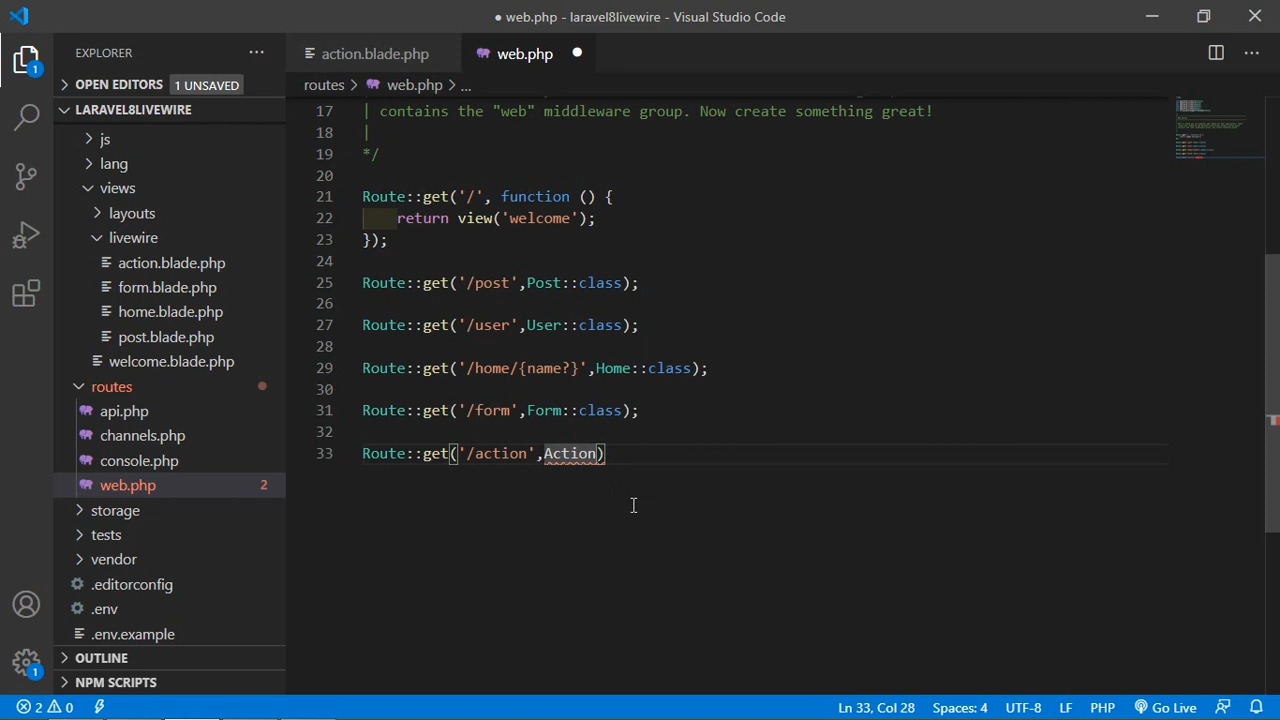 ● web.php - laravel8livewire - Visual Studio Code
EXPLORER
action.blade.php
web.php
1
OPEN EDITORS 1 UNSAVED
routes > web.php > ...
LARAVEL8LIVEWIRE
17 | contains the "web" middleware group. Now create something great!
js
18 |
lang
19 */
views
20
layouts
21 Route::get('/', function () {
livewire
22 return view('welcome');
action.blade.php
23 });
form.blade.php
24
home.blade.php
25 Route::get('/post',Post::class);
post.blade.php
26
welcome.blade.php
27 Route::get('/user',User::class);
routes
28
api.php
29 Route::get('/home/{name?}',Home::class);
channels.php
30
console.php
31 Route::get('/form',Form::class);
web.php 2
32
storage
33 Route::get('/action',Action)
tests
vendor
.editorconfig
.env
.env.example
OUTLINE
1
NPM SCRIPTS
2 0 Ln 33, Col 28 Spaces: 4 UTF-8 LF PHP Go Live